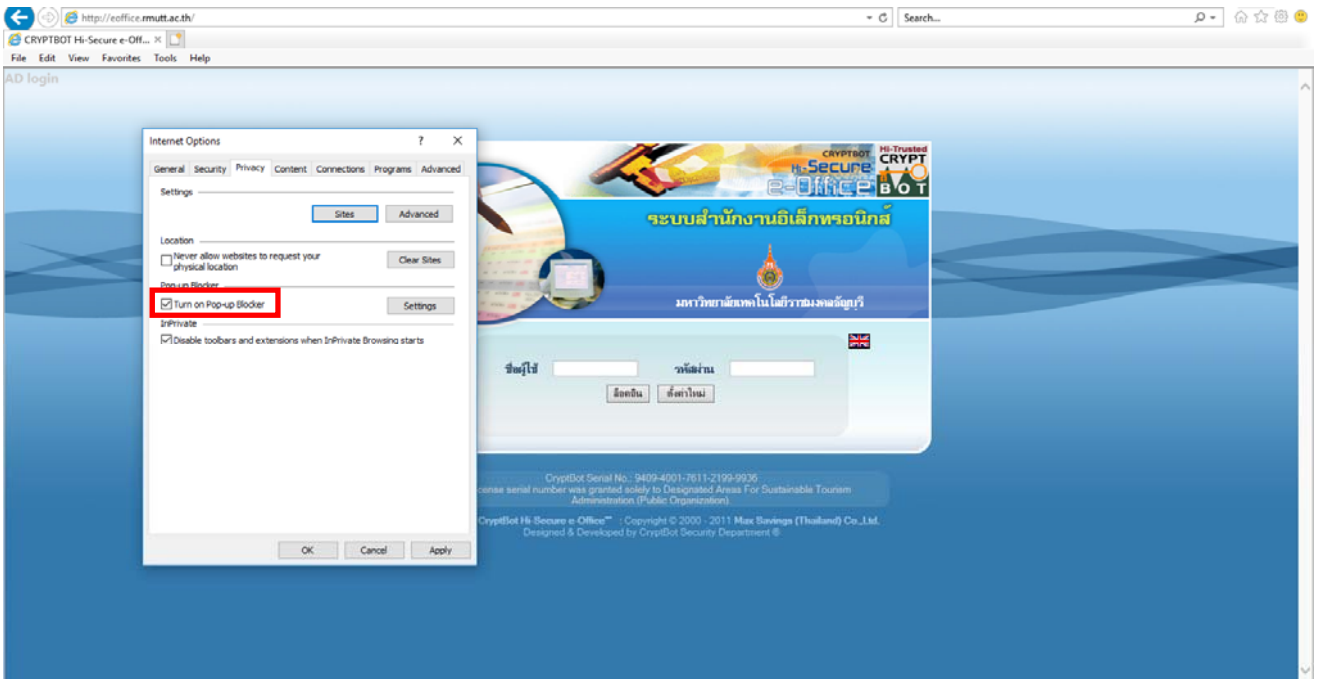 http://eoffice.rmutt.ac.th/
Search...
CRYPTBOT Hi-Secure e-Off...
File Edit View Favorites Tools Help
AD login
Internet Options
General Security Privacy Content Connections Programs Advanced
Settings
Sites Advanced
Location
Never allow websites to request your
physical location
Clear Sites
Pop-up Blocker
Turn on Pop-up Blocker
Settings
InPrivate
Disable toolbars and extensions when InPrivate Browsing starts
OK Cancel Apply
CRYPTBOT
Hi-Secure
e-Office
Hi-Trusted
CRYPT
BOT
ระบบสำนักงานอิเล็กทรอนิกส์
มหาวิทยาลัยเทคโนโลยีราชมงคลธัญบุรี
ชื่อผู้ใช้ รหัสผ่าน
ล็อคอิน ตั้งค่าใหม่
CryptBot Serial No.: 9409-4001-7611-2199-9936
cense serial number was granted solely to Designated Areas For Sustainable Tourism
Administration (Public Organization)
CryptBot Hi-Secure e-Office™ : Copyright © 2000 - 2011 Max Savings (Thailand) Co.,Ltd.
Designed & Developed by CryptBot Security Department ®